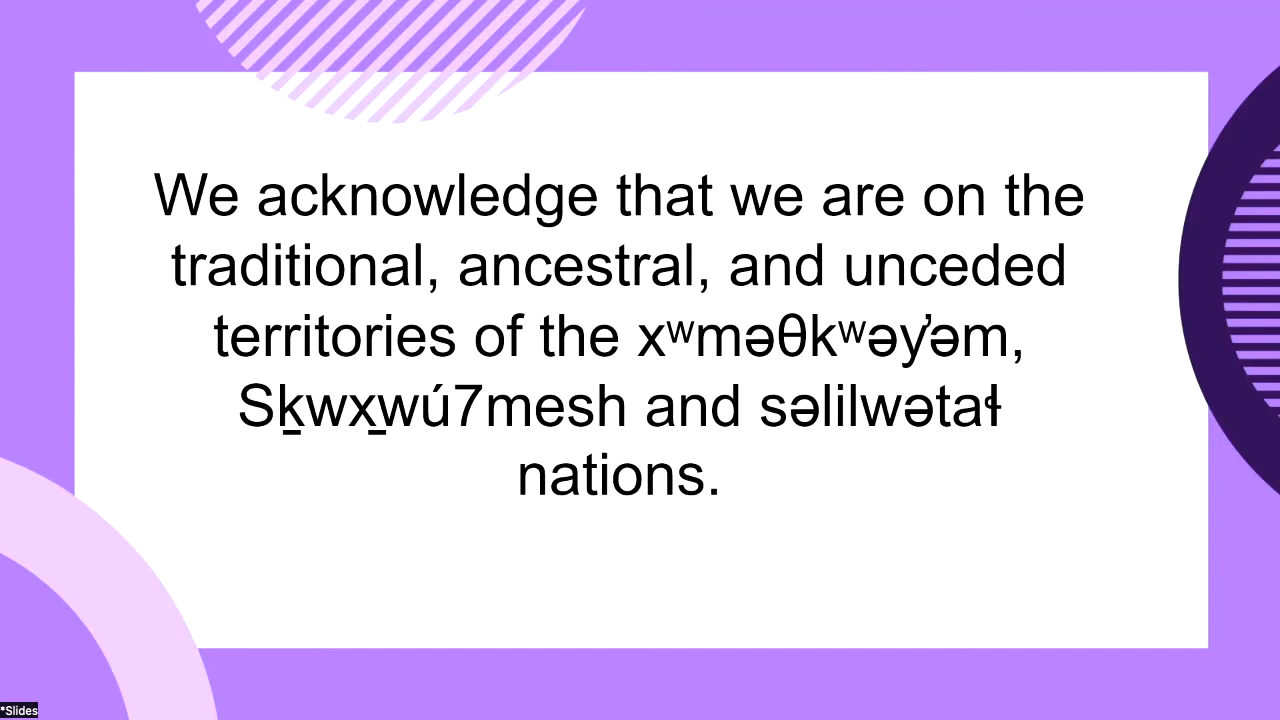 We acknowledge that we are on the
traditional, ancestral, and unceded
territories of the xʷməθkʷəy̓əm,
Sḵwx̱wú7mesh and səlilwətaɬ
nations.
*Slides